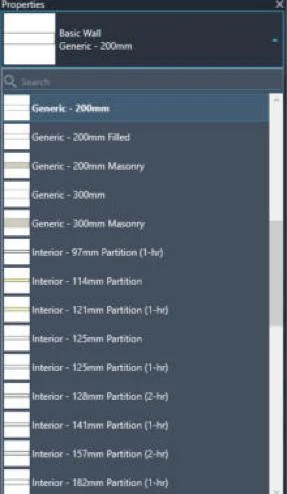 Properties
Basic Wall
Generic - 200mm
Search
Generic - 200mm
Generic - 200mm Filled
Generic - 200mm Masonry
Generic - 300mm
Generic - 300mm Masonry
Interior - 97mm Partition (1-hr)
Interior - 114mm Partition
Interior - 121mm Partition (1-hr)
Interior - 125mm Partition
Interior - 125mm Partition (1-hr)
Interior - 128mm Partition (2-hr)
Interior - 141mm Partition (1-hr)
Interior - 157mm Partition (2-hr)
Interior - 182mm Partition (1-hr)